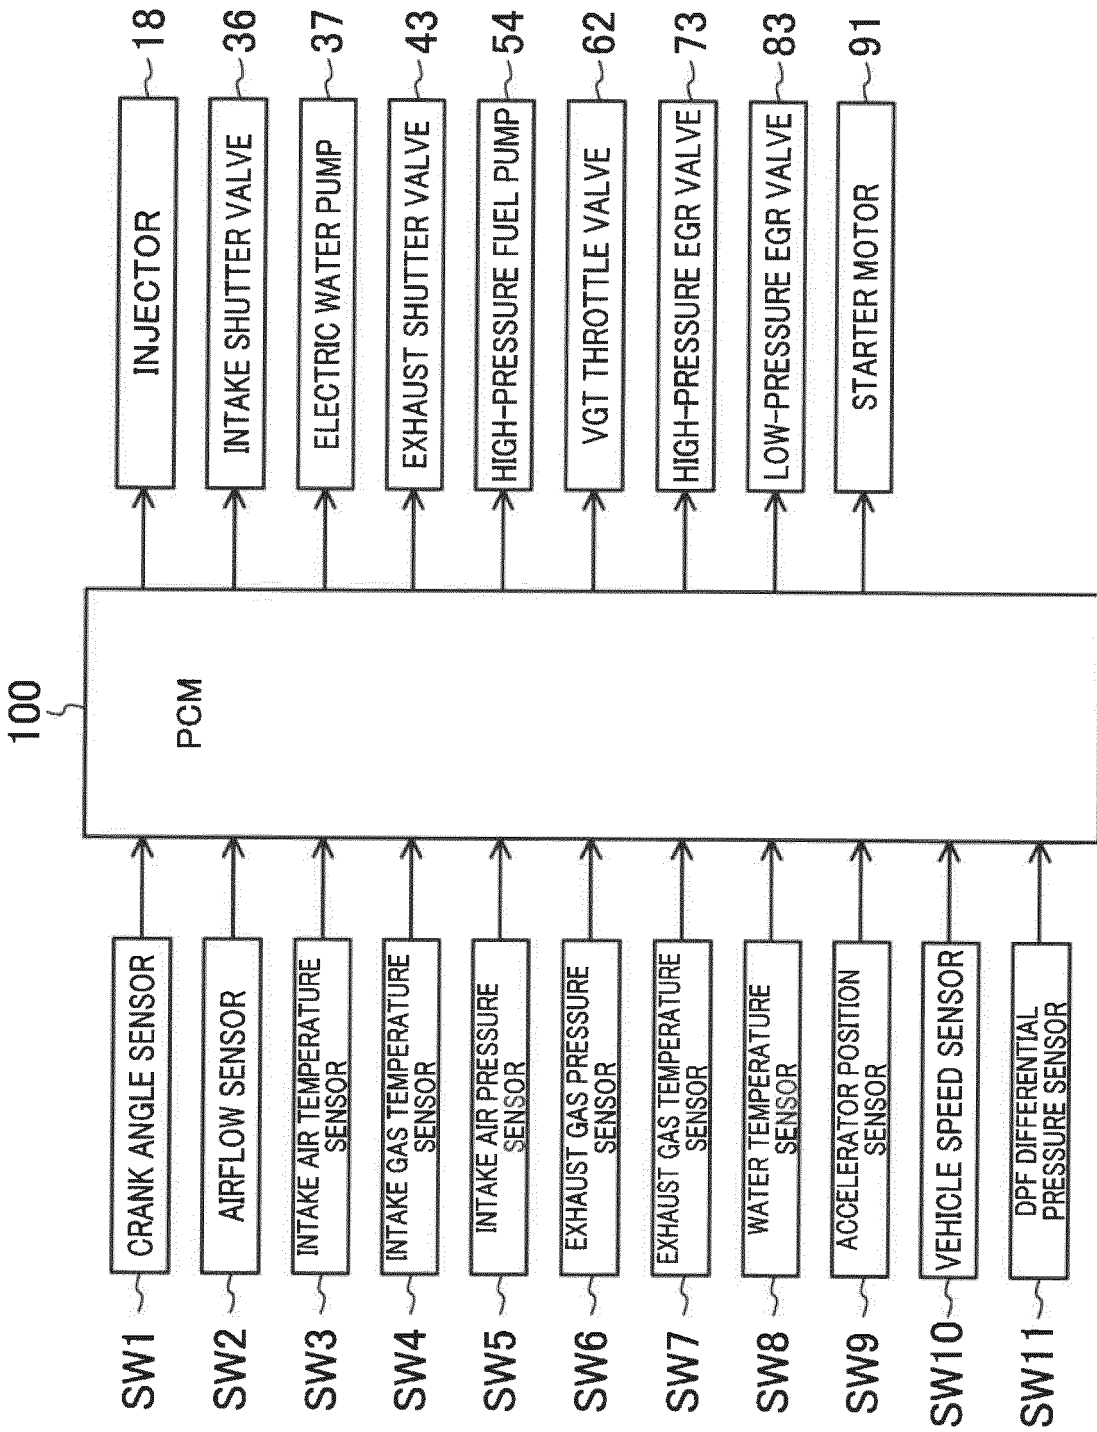 100
PCM
SW1
CRANK ANGLE SENSOR
SW2
AIRFLOW SENSOR
SW3
INTAKE AIR TEMPERATURE
SENSOR
SW4
INTAKE GAS TEMPERATURE
SENSOR
SW5
INTAKE AIR PRESSURE
SENSOR
SW6
EXHAUST GAS PRESSURE
SENSOR
SW7
EXHAUST GAS TEMPERATURE
SENSOR
SW8
WATER TEMPERATURE
SENSOR
SW9
ACCELERATOR POSITION
SENSOR
SW10
VEHICLE SPEED SENSOR
SW11
DPF DIFFERENTIAL
PRESSURE SENSOR
INJECTOR
18
INTAKE SHUTTER VALVE
36
ELECTRIC WATER PUMP
37
EXHAUST SHUTTER VALVE
43
HIGH-PRESSURE FUEL PUMP
54
VGT THROTTLE VALVE
62
HIGH-PRESSURE EGR VALVE
73
LOW-PRESSURE EGR VALVE
83
STARTER MOTOR
91